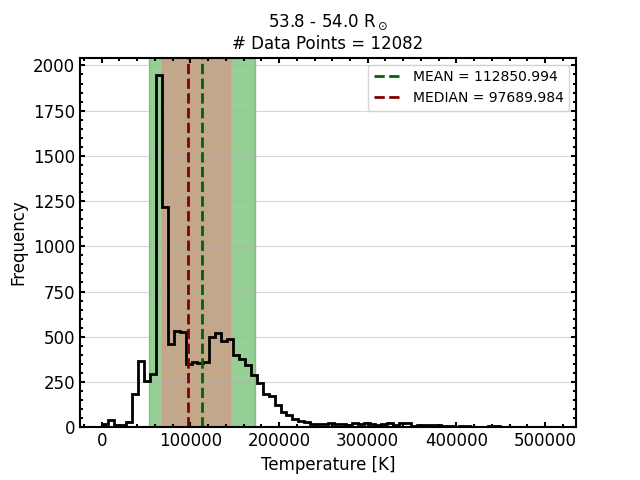 53.8 - 54.0 R⊙
# Data Points = 12082
MEAN = 112850.994
MEDIAN = 97689.984
Frequency
2000
1750
1500
1250
1000
750
500
250
0
0 100000 200000 300000 400000 500000
Temperature [K]